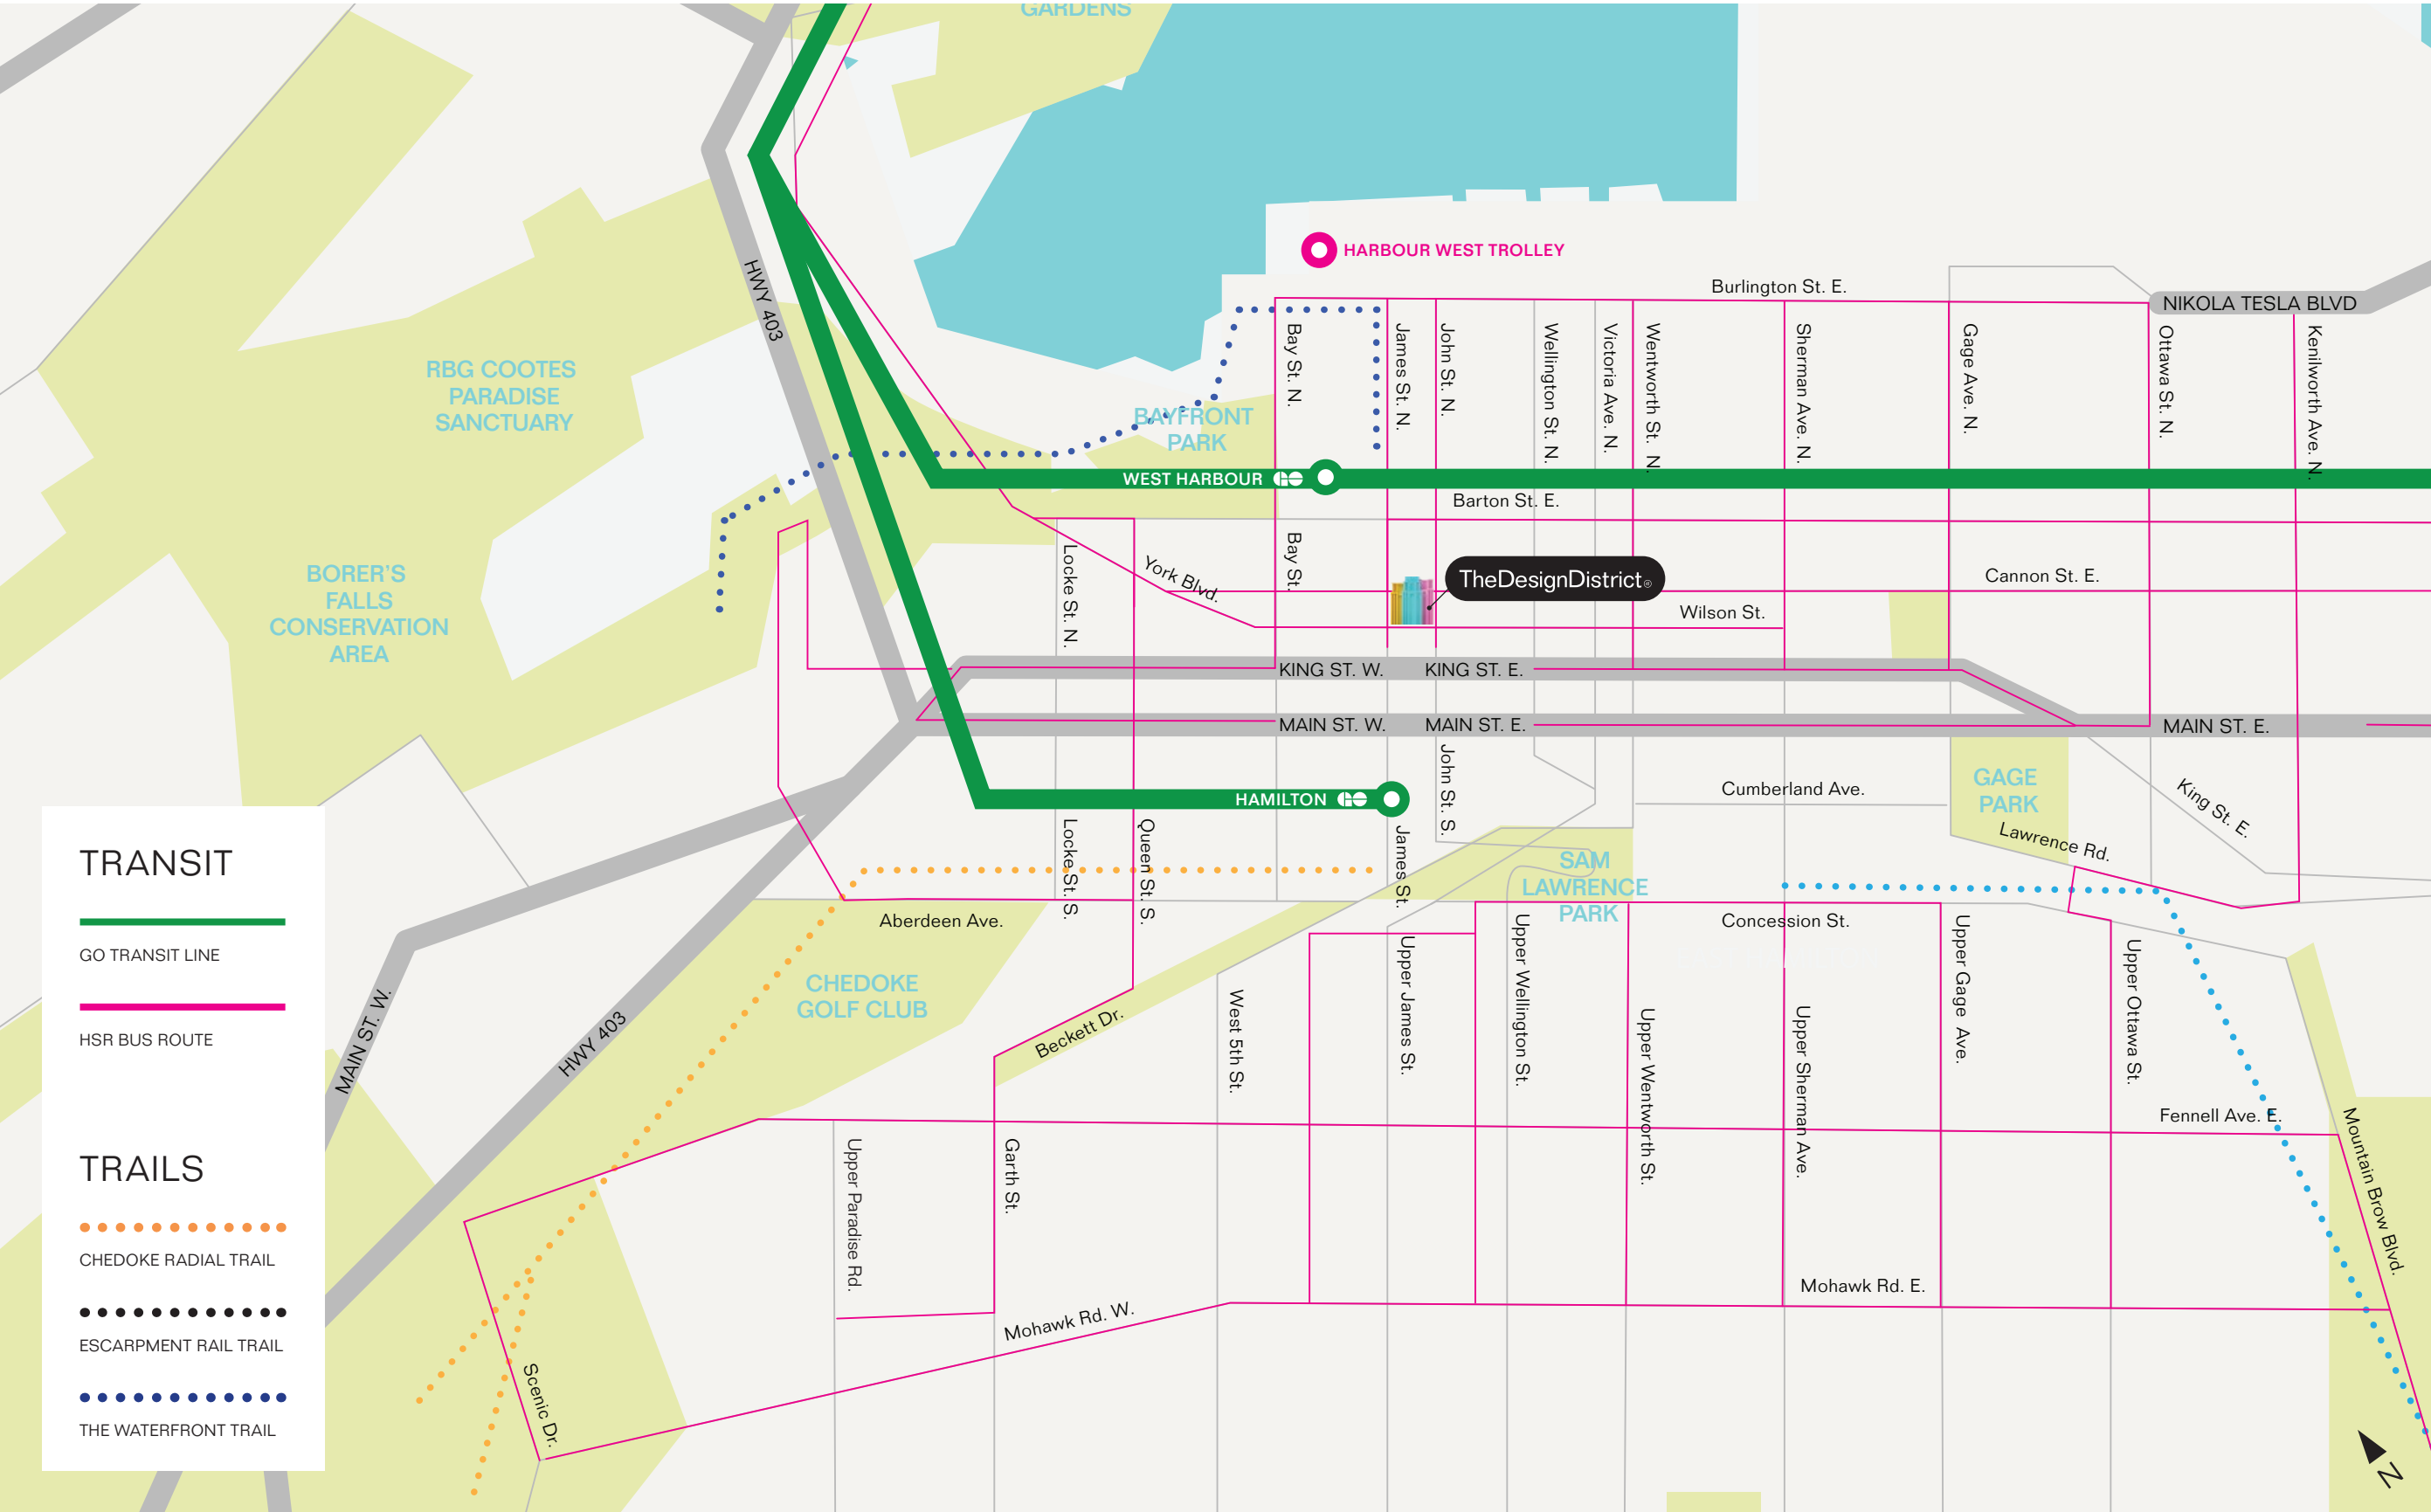 GARDENS
HARBOUR WEST TROLLEY
Burlington St. E.
NIKOLA TESLA BLVD
HWY 403
Bay St. N.
James St. N.
John St. N.
Wellington St. N.
Victoria Ave. N.
Wentworth St. N.
Sherman Ave. N.
Gage Ave. N.
Ottawa St. N.
Kenilworth Ave. N.
RBG COOTES
PARADISE
SANCTUARY
BAYFRONT
PARK
WEST HARBOUR
Barton St. E.
BORER'S
FALLS
CONSERVATION
AREA
Locke St. N.
York Blvd.
Bay St.
TheDesignDistrict®
Cannon St. E.
Wilson St.
KING ST. W.
KING ST. E.
MAIN ST. W.
MAIN ST. E.
MAIN ST. E.
HAMILTON
John St. S.
Cumberland Ave.
GAGE
PARK
King St. E.
Lawrence Rd.
Locke St. S.
Queen St. S.
James St.
SAM
LAWRENCE
PARK
Aberdeen Ave.
Concession St.
CHEDOKE
GOLF CLUB
Beckett Dr.
West 5th St.
Upper James St.
Upper Wellington St.
Upper Wentworth St.
Upper Sherman Ave.
Upper Gage Ave.
Upper Ottawa St.
MAIN ST. W.
HWY 403
Fennell Ave. E.
Mountain Brow Blvd.
Upper Paradise Rd.
Garth St.
Mohawk Rd. W.
Mohawk Rd. E.
Scenic Dr.
N
TRANSIT
GO TRANSIT LINE
HSR BUS ROUTE
TRAILS
CHEDOKE RADIAL TRAIL
ESCARPMENT RAIL TRAIL
THE WATERFRONT TRAIL